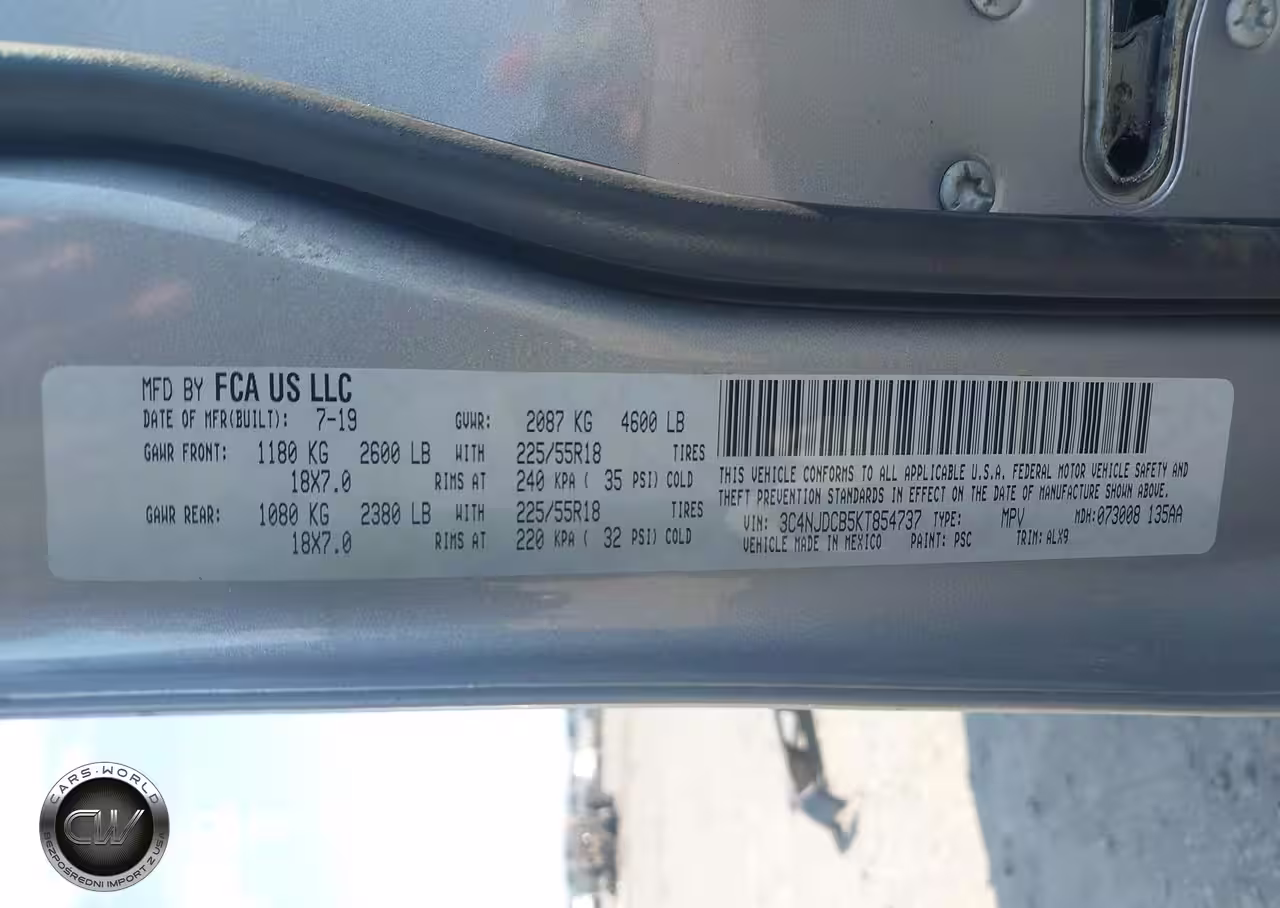 MFD BY FCA US LLC
DATE OF MFR(BUILT): 7-19 GVWR: 2087 KG 4600 LB
GAWR FRONT: 1180 KG 2600 LB WITH 225/55R18 TIRES
18X7.0 RIMS AT 240 KPA ( 35 PSI) COLD
GAWR REAR: 1080 KG 2380 LB WITH 225/55R18 TIRES
18X7.0 RIMS AT 220 KPA ( 32 PSI) COLD
THIS VEHICLE CONFORMS TO ALL APPLICABLE U.S.A. FEDERAL MOTOR VEHICLE SAFETY AND
THEFT PREVENTION STANDARDS IN EFFECT ON THE DATE OF MANUFACTURE SHOWN ABOVE.
VIN: 3C4NJDCB5KT854737 TYPE: MPV MDH:073008 135AA
VEHICLE MADE IN MEXICO PAINT: PSC TRIM: ALX9
CARS-WORLD
CW
BEZPOŚREDNI IMPORT Z USA